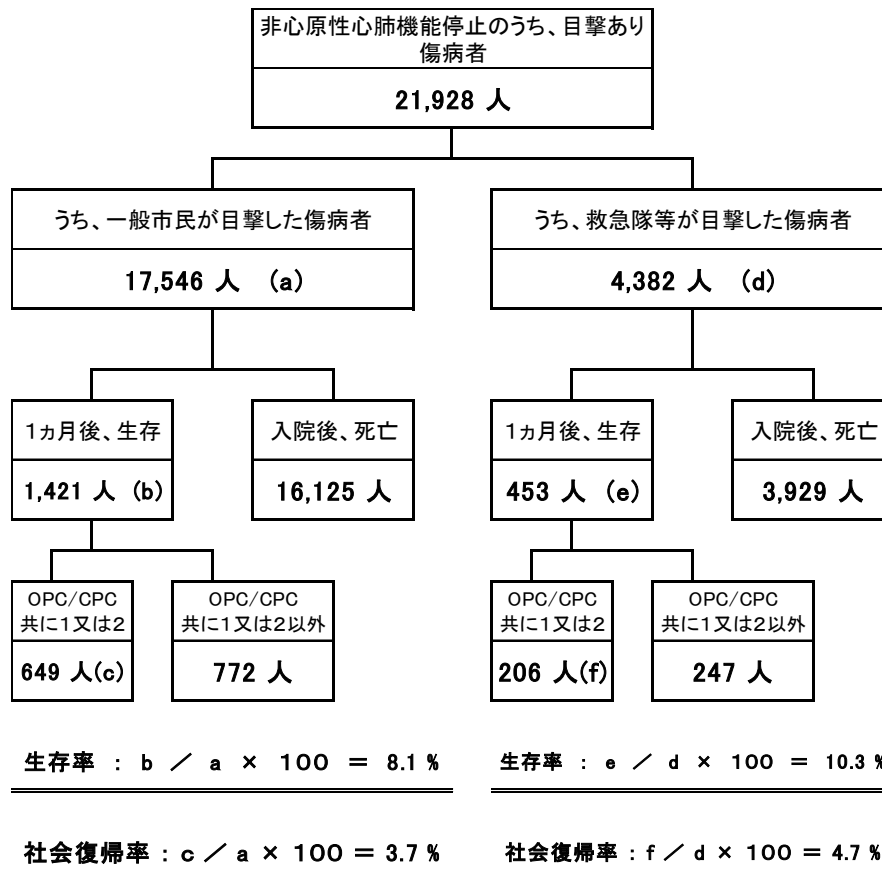 非心原性心肺機能停止のうち、目撃あり
傷病者
21,928 人
うち、一般市民が目撃した傷病者
17,546 人 (a)
うち、救急隊等が目撃した傷病者
4,382 人 (d)
1ヵ月後、生存
1,421 人 (b)
入院後、死亡
16,125 人
1ヵ月後、生存
453 人 (e)
入院後、死亡
3,929 人
OPC/CPC
共に1又は2
649 人(c)
OPC/CPC
共に1又は2以外
772 人
OPC/CPC
共に1又は2
206 人(f)
OPC/CPC
共に1又は2以外
247 人
生存率 : b / a × 100 = 8.1 %
生存率 : e / d × 100 = 10.3 %
社会復帰率 : c / a × 100 = 3.7 %
社会復帰率 : f / d × 100 = 4.7 %